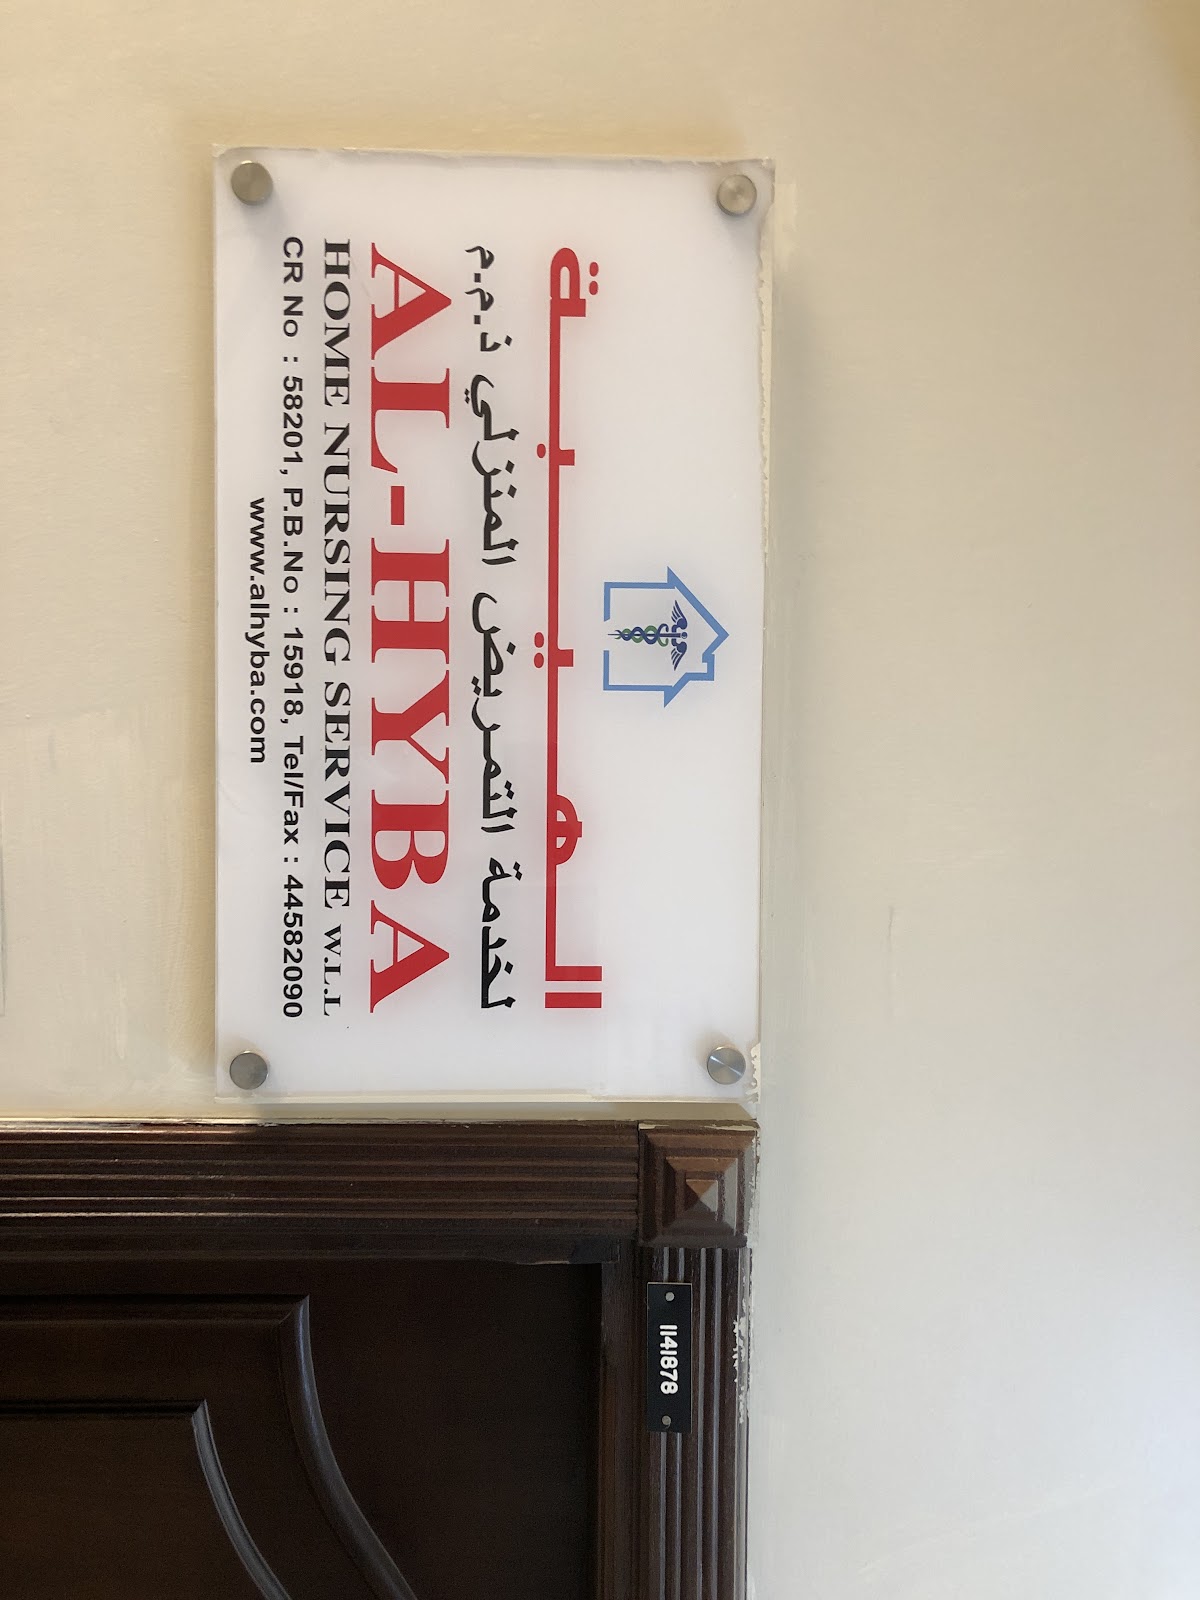 الهيبة
لخدمة التمريض المنزلي ذ.م.م
AL-HYBA
HOME NURSING SERVICE W.L.L
CR No : 58201, P.B.No : 15918, Tel/Fax : 44582090
www.alhyba.com
1141878